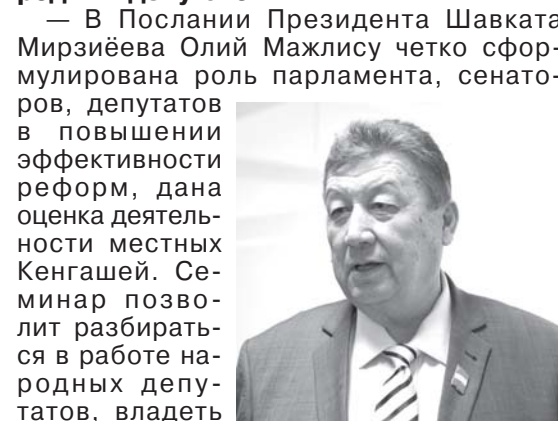 — В Послании Президента Шавката
Мирзиёева Олий Мажлису четко сфор-
мулирована роль парламента, сенато-
ров, депутатов
в повышении
эффективности
реформ, дана
оценка деятель-
ности местных
Кенгашей. Се-
минар позво-
лит разбирать-
ся в работе на-
родных депу-
татов, владеть